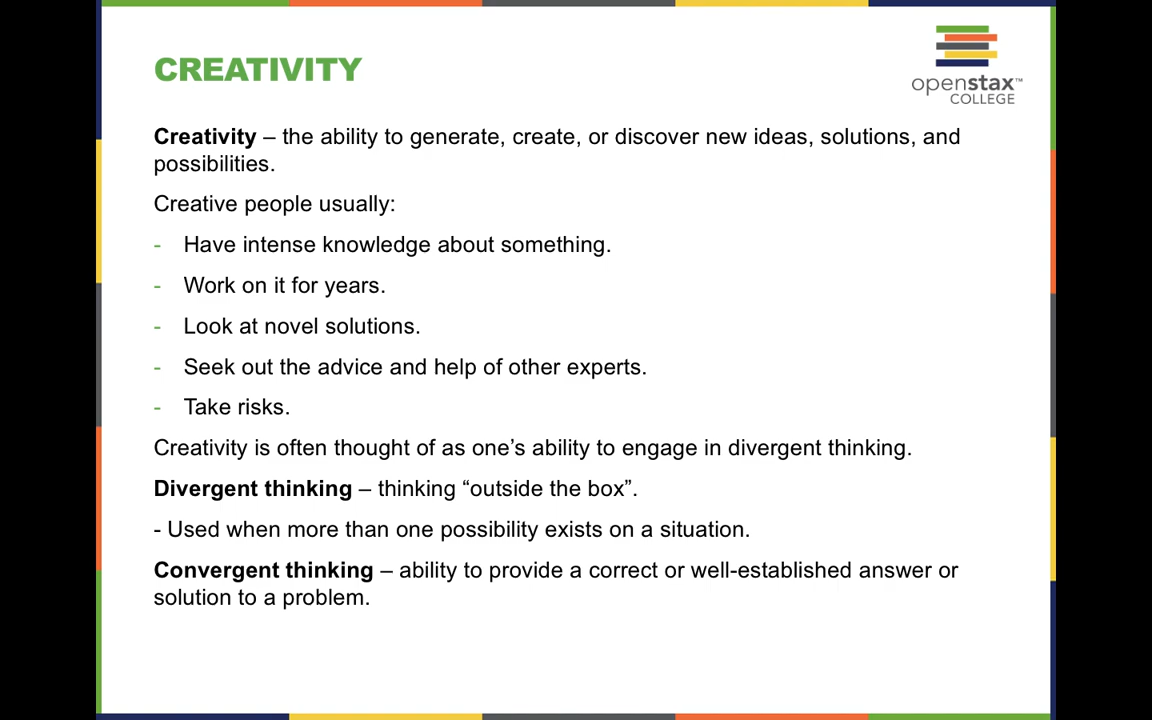 CREATIVITY
openstax™
COLLEGE
Creativity – the ability to generate, create, or discover new ideas, solutions, and
possibilities.
Creative people usually:
- Have intense knowledge about something.
- Work on it for years.
- Look at novel solutions.
- Seek out the advice and help of other experts.
- Take risks.
Creativity is often thought of as one’s ability to engage in divergent thinking.
Divergent thinking – thinking “outside the box”.
- Used when more than one possibility exists on a situation.
Convergent thinking – ability to provide a correct or well-established answer or
solution to a problem.